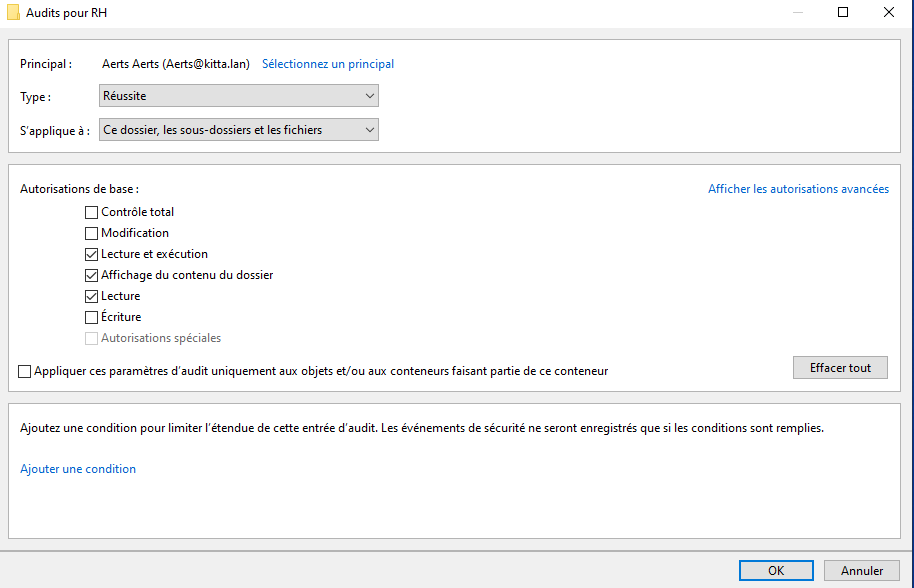 Audits pour RH
Principal : Aerts Aerts (Aerts@kitta.lan) Sélectionnez un principal
Type : Réussite
S'applique à : Ce dossier, les sous-dossiers et les fichiers
Autorisations de base : Afficher les autorisations avancées
Contrôle total
Modification
Lecture et exécution
Affichage du contenu du dossier
Lecture
Écriture
Autorisations spéciales
Appliquer ces paramètres d'audit uniquement aux objets et/ou aux conteneurs faisant partie de ce conteneur Effacer tout
Ajoutez une condition pour limiter l'étendue de cette entrée d'audit. Les événements de sécurité ne seront enregistrés que si les conditions sont remplies.
Ajouter une condition
OK Annuler